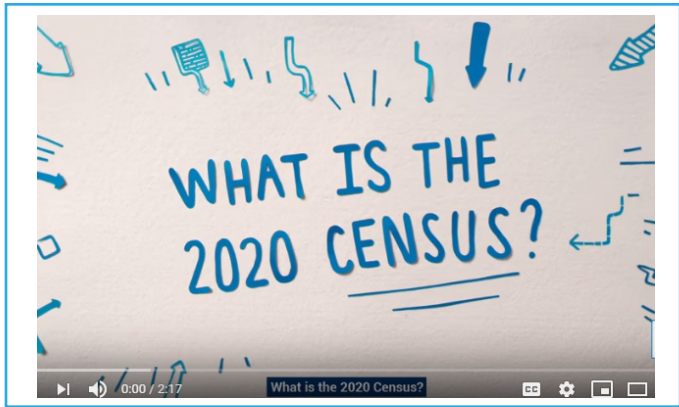 WHAT IS THE
2020 CENSUS?
0:00 / 2:17
What is the 2020 Census?
CC